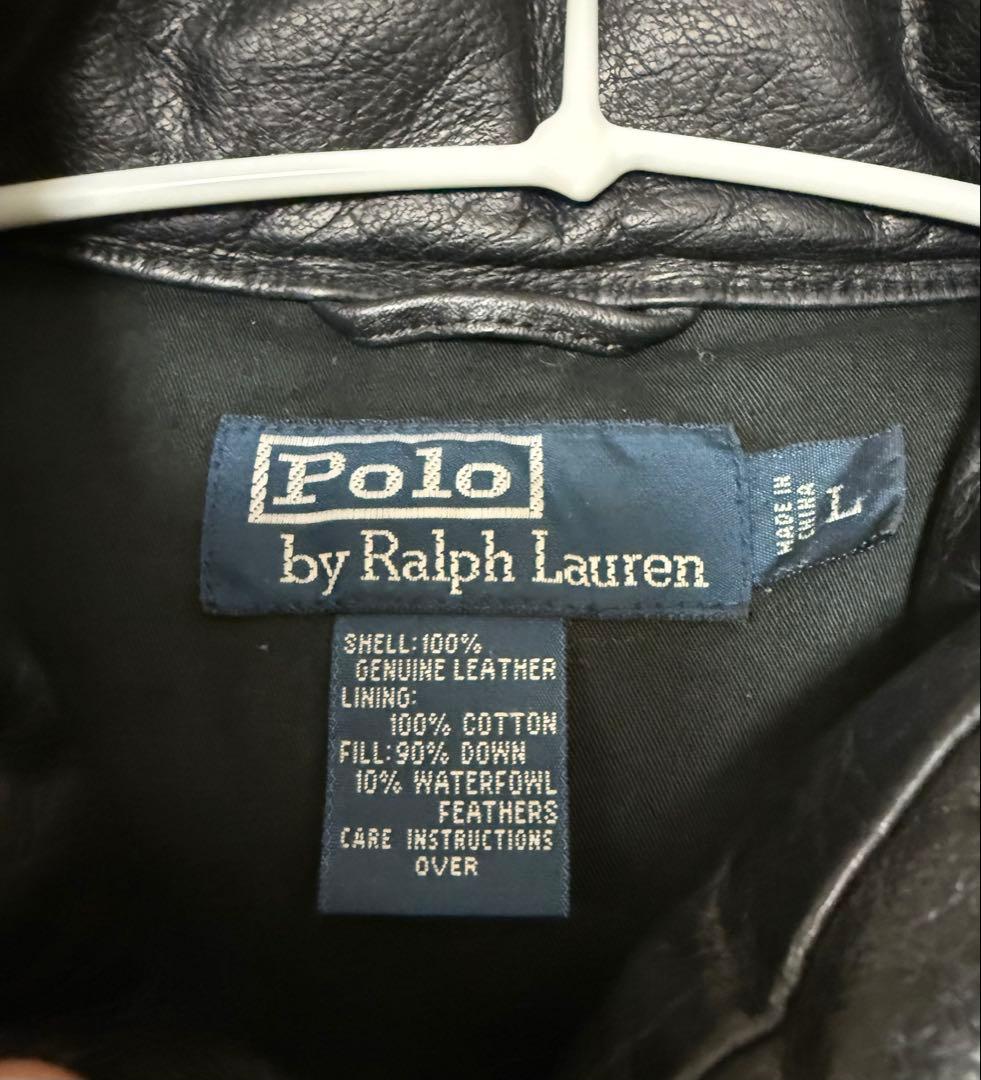 Polo
by Ralph Lauren
MADE IN
CHINA
L
SHELL:100%
GENUINE LEATHER
LINING:
100% COTTON
FILL:90% DOWN
10% WATERFOWL
FEATHERS
CARE INSTRUCTIONS
OVER